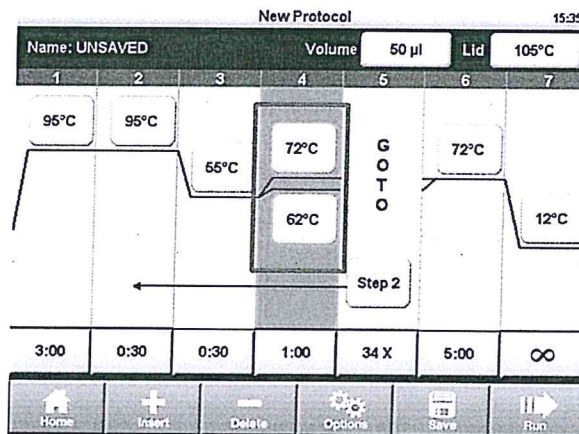 New Protocol 15:35
Name: UNSAVED Volume 50 µl Lid 105°C
1 2 3 4 5 6 7
95°C 95°C 55°C 72°C GOTO 72°C 12°C
62°C
Step 2
3:00 0:30 0:30 1:00 34 X 5:00 ∞
Home Insert Delete Options Save Run